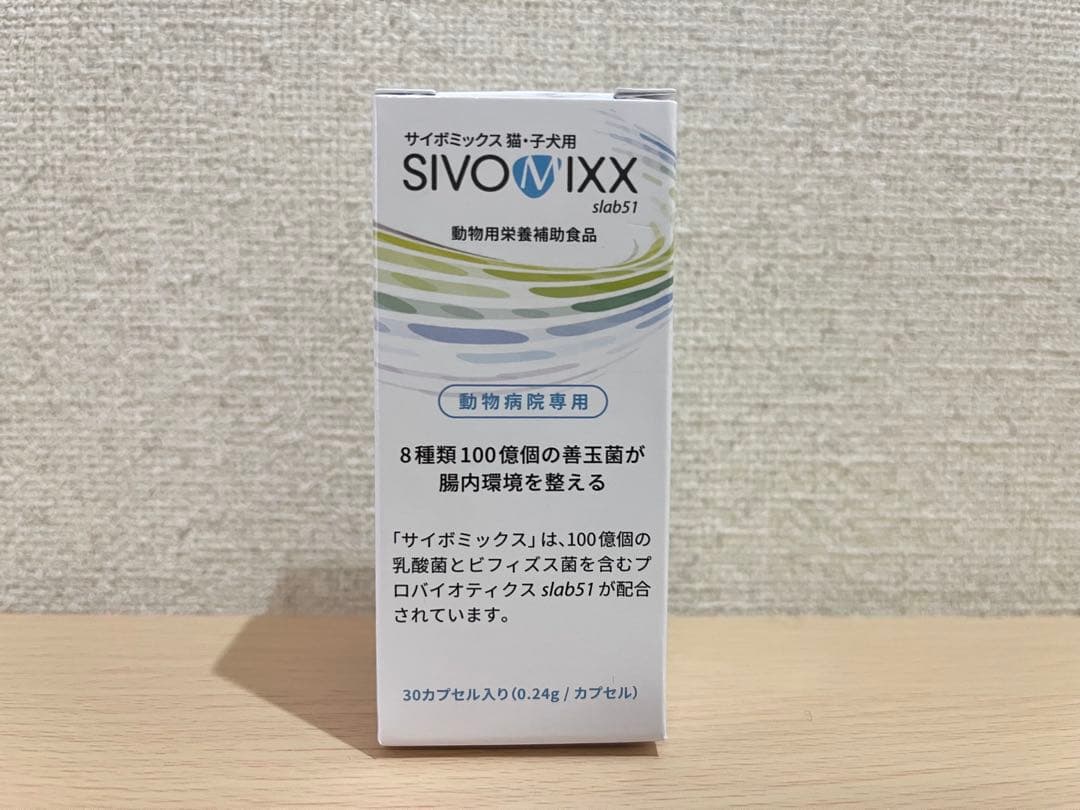 サイボミックス 猫・子犬用
SIVOMIXX
slab51
動物用栄養補助食品
動物病院専用
8種類100億個の善玉菌が
腸内環境を整える
「サイボミックス」は、100億個の
乳酸菌とビフィズス菌を含むプ
ロバイオティクス slab51 が配合
されています。
30カプセル入り(0.24g / カプセル)